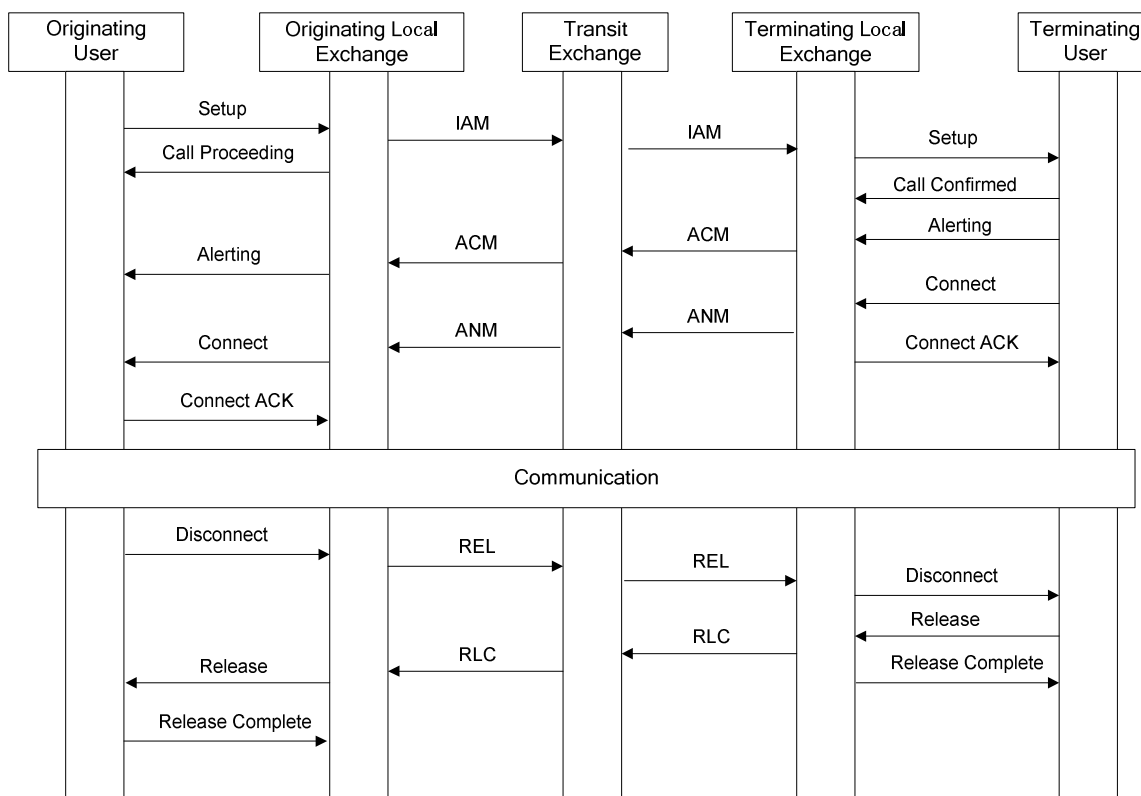 Originating
User
Originating Local
Exchange
Transit
Exchange
Terminating Local
Exchange
Terminating
User
Setup
IAM
IAM
Setup
Call Proceeding
Call Confirmed
Alerting
ACM
ACM
Alerting
Connect
ANM
ANM
Connect
Connect ACK
Connect ACK
Communication
Disconnect
REL
REL
Disconnect
Release
RLC
RLC
Release
Release Complete
Release Complete